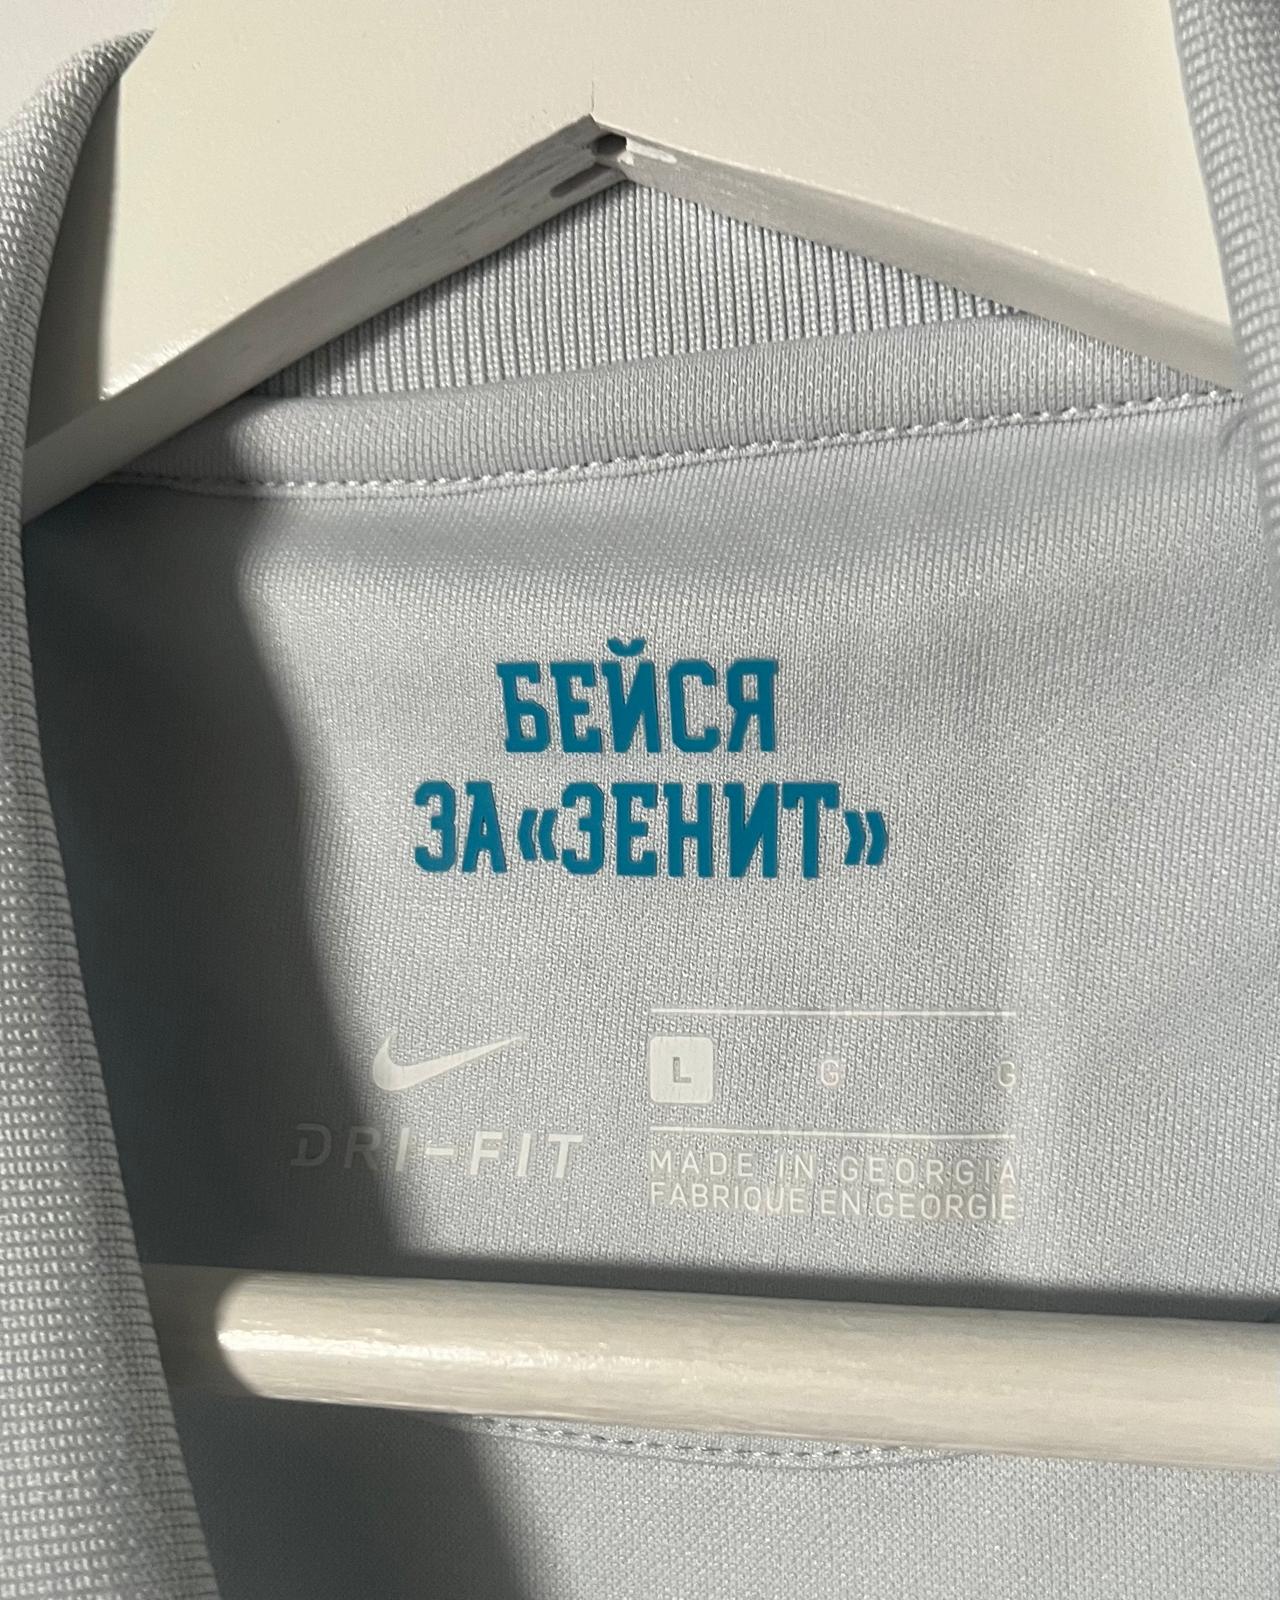 БЕЙСЯ
ЗА «ЗЕНИТ»
DRI-FIT
L G G
MADE IN GEORGIA
FABRIQUE EN GEORGIE